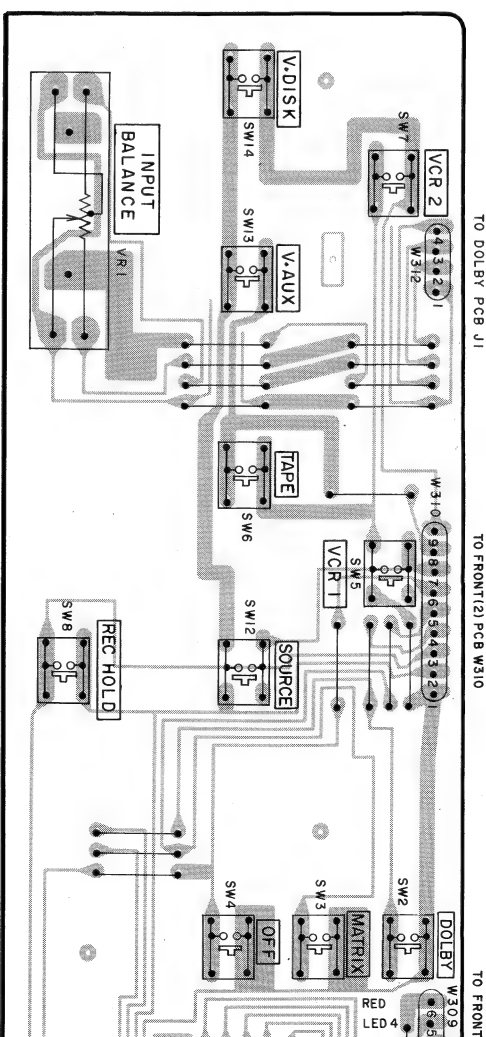 V·DISK
SW14
SW7
VCR 2
INPUT
BALANCE
VR1
SW13
V·AUX
W312
4 3 2 1
TO DOLBY PCB J1
TAPE
SW6
W310
9 8 7 6 5 4 3 2 1
TO FRONT(2) PCB W310
SW5
VCR 1
SW12
SOURCE
SW8
REC HOLD
SW4
OFF
SW3
MATRIX
SW2
DOLBY
W309
6 5
RED
LED 4
TO FRONT